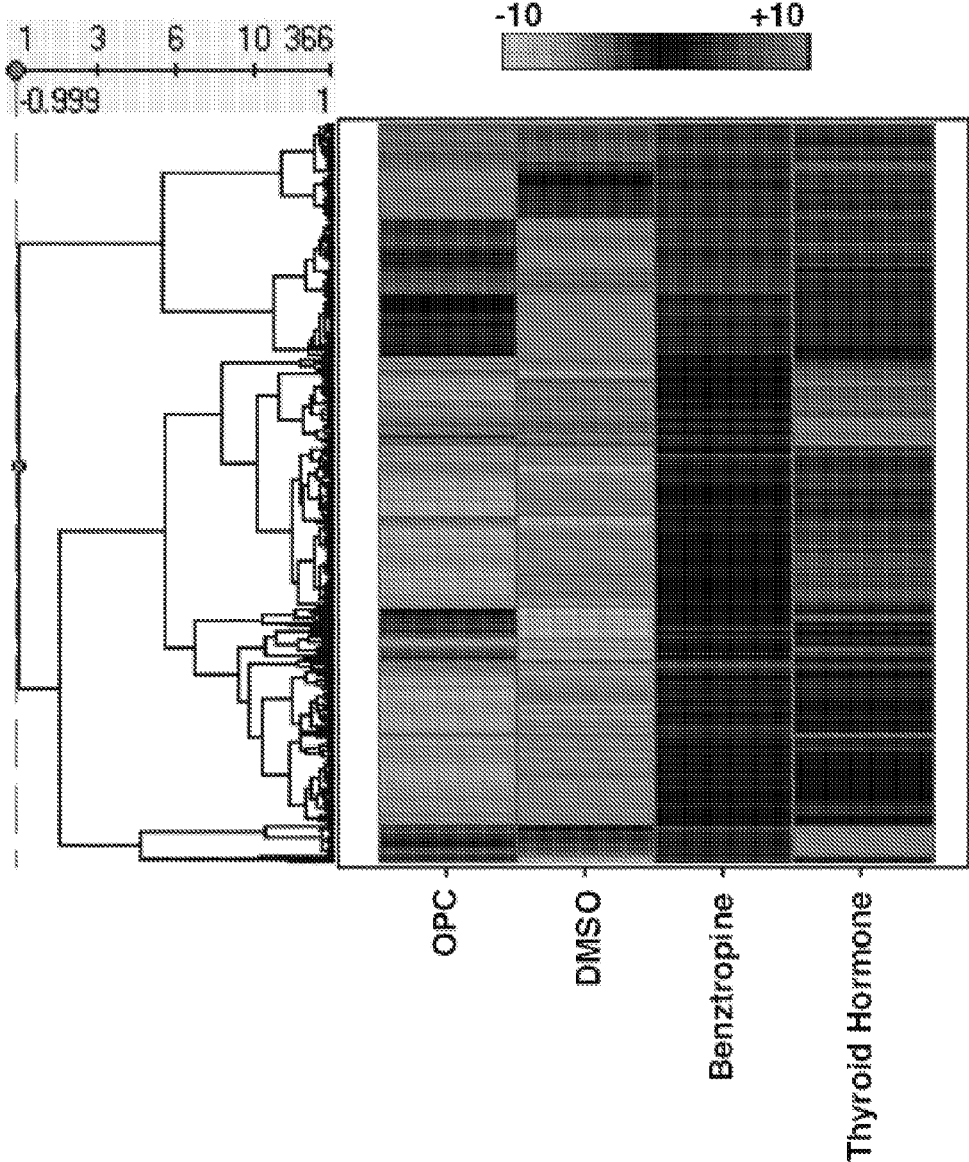 -10 +10
1 3 6 10 366
-0.999 1
OPC
DMSO
Benztropine
Thyroid Hormone